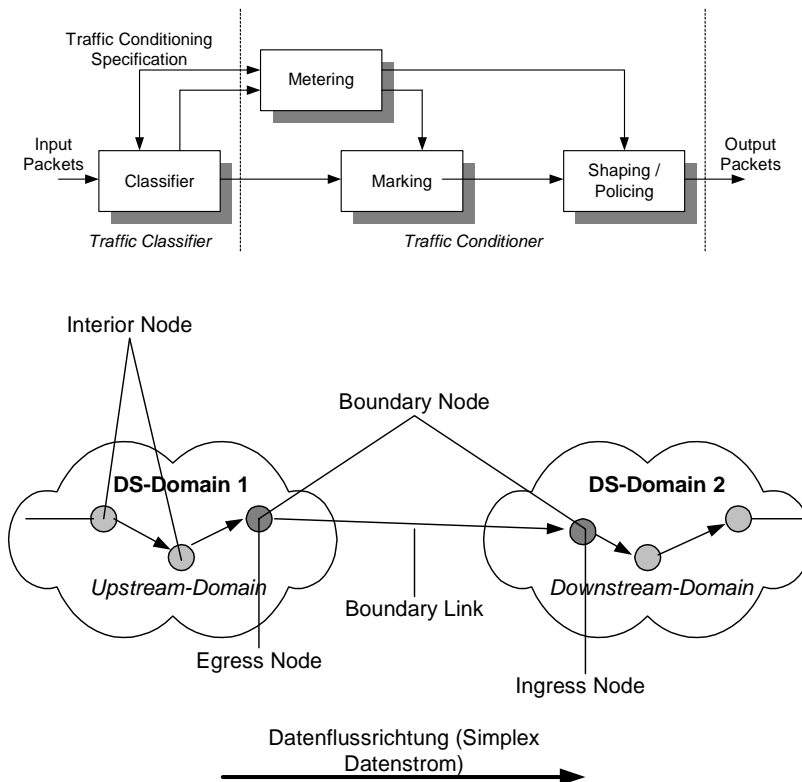 Traffic Conditioning
Specification
Metering
Input
Packets
Classifier
Marking
Shaping /
Policing
Output
Packets
Traffic Classifier
Traffic Conditioner
Interior Node
Boundary Node
DS-Domain 1
DS-Domain 2
Upstream-Domain
Downstream-Domain
Boundary Link
Egress Node
Ingress Node
Datenflussrichtung (Simplex
Datenstrom)